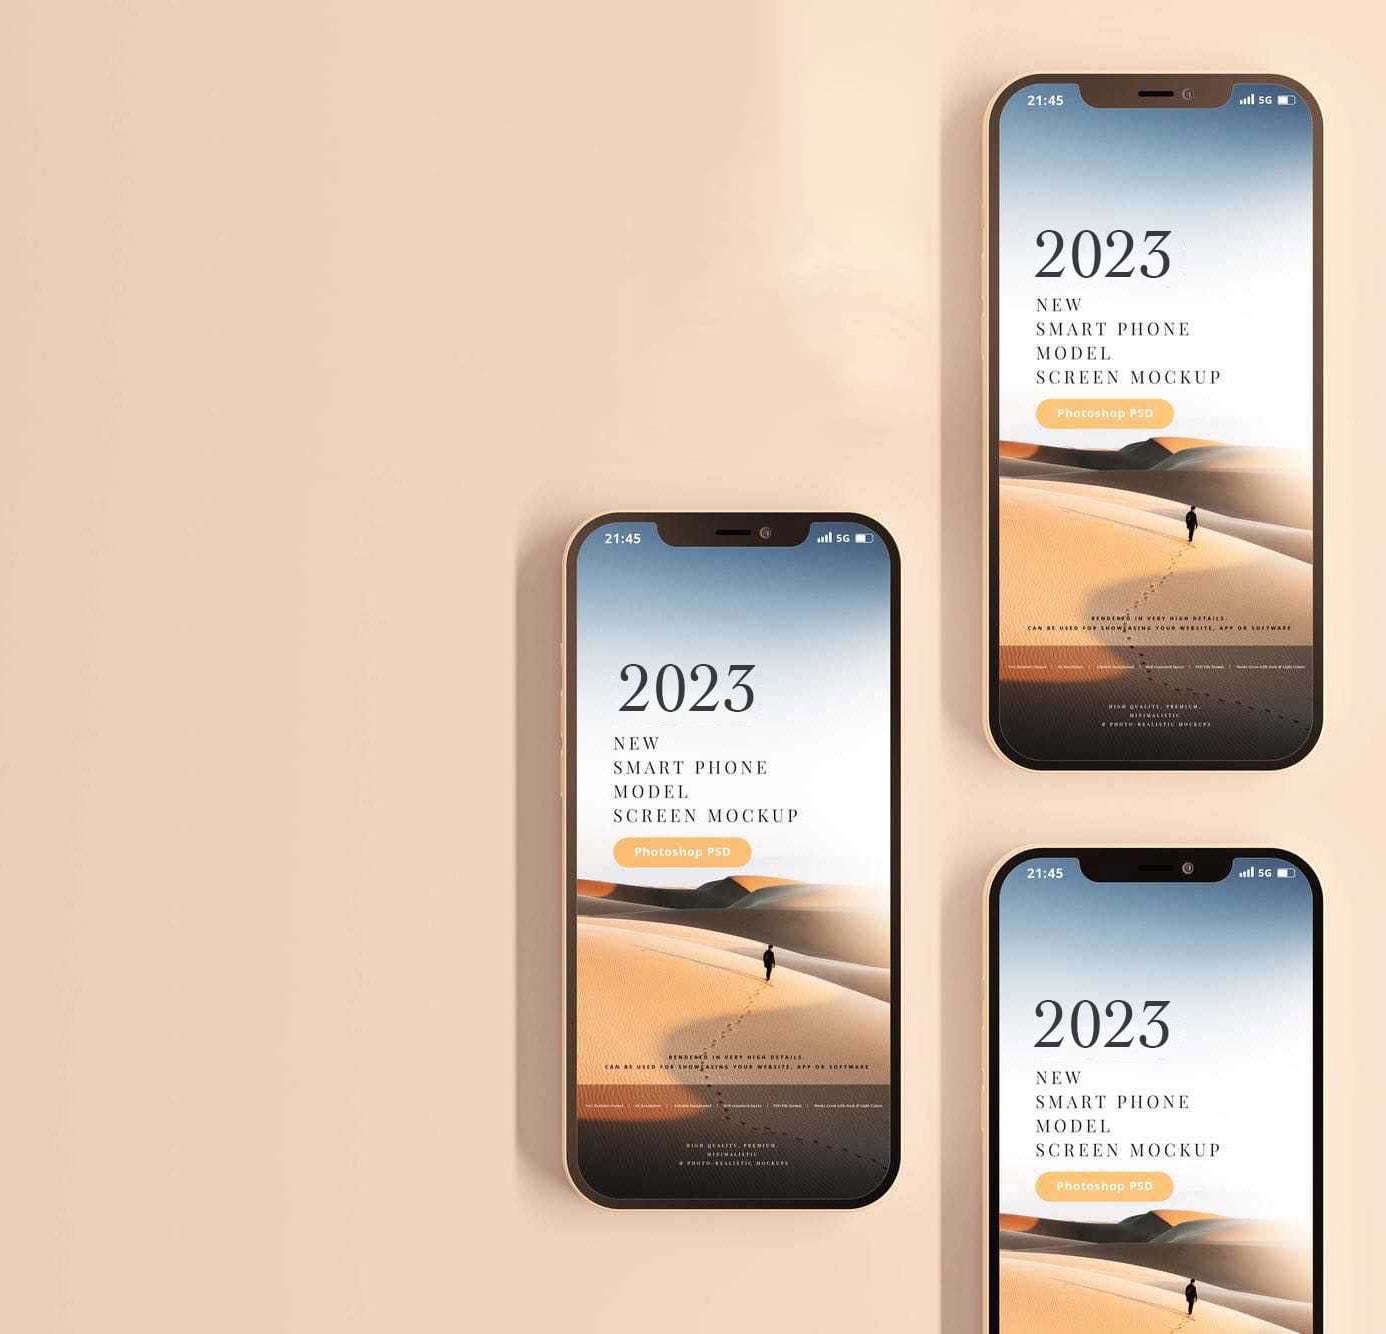 21:45
5G
2023
NEW
SMART PHONE
MODEL
SCREEN MOCKUP
Photoshop PSD
RENDERED IN VERY HIGH DETAILS.
CAN BE USED FOR SHOWCASING YOUR WEBSITE, APP OR SOFTWARE
HIGH QUALITY, PREMIUM,
MINIMALISTIC
& PHOTO-REALISTIC MOCKUPS
21:45
5G
2023
NEW
SMART PHONE
MODEL
SCREEN MOCKUP
Photoshop PSD
RENDERED IN VERY HIGH DETAILS.
CAN BE USED FOR SHOWCASING YOUR WEBSITE, APP OR SOFTWARE
HIGH QUALITY, PREMIUM,
MINIMALISTIC
& PHOTO-REALISTIC MOCKUPS
21:45
5G
2023
NEW
SMART PHONE
MODEL
SCREEN MOCKUP
Photoshop PSD